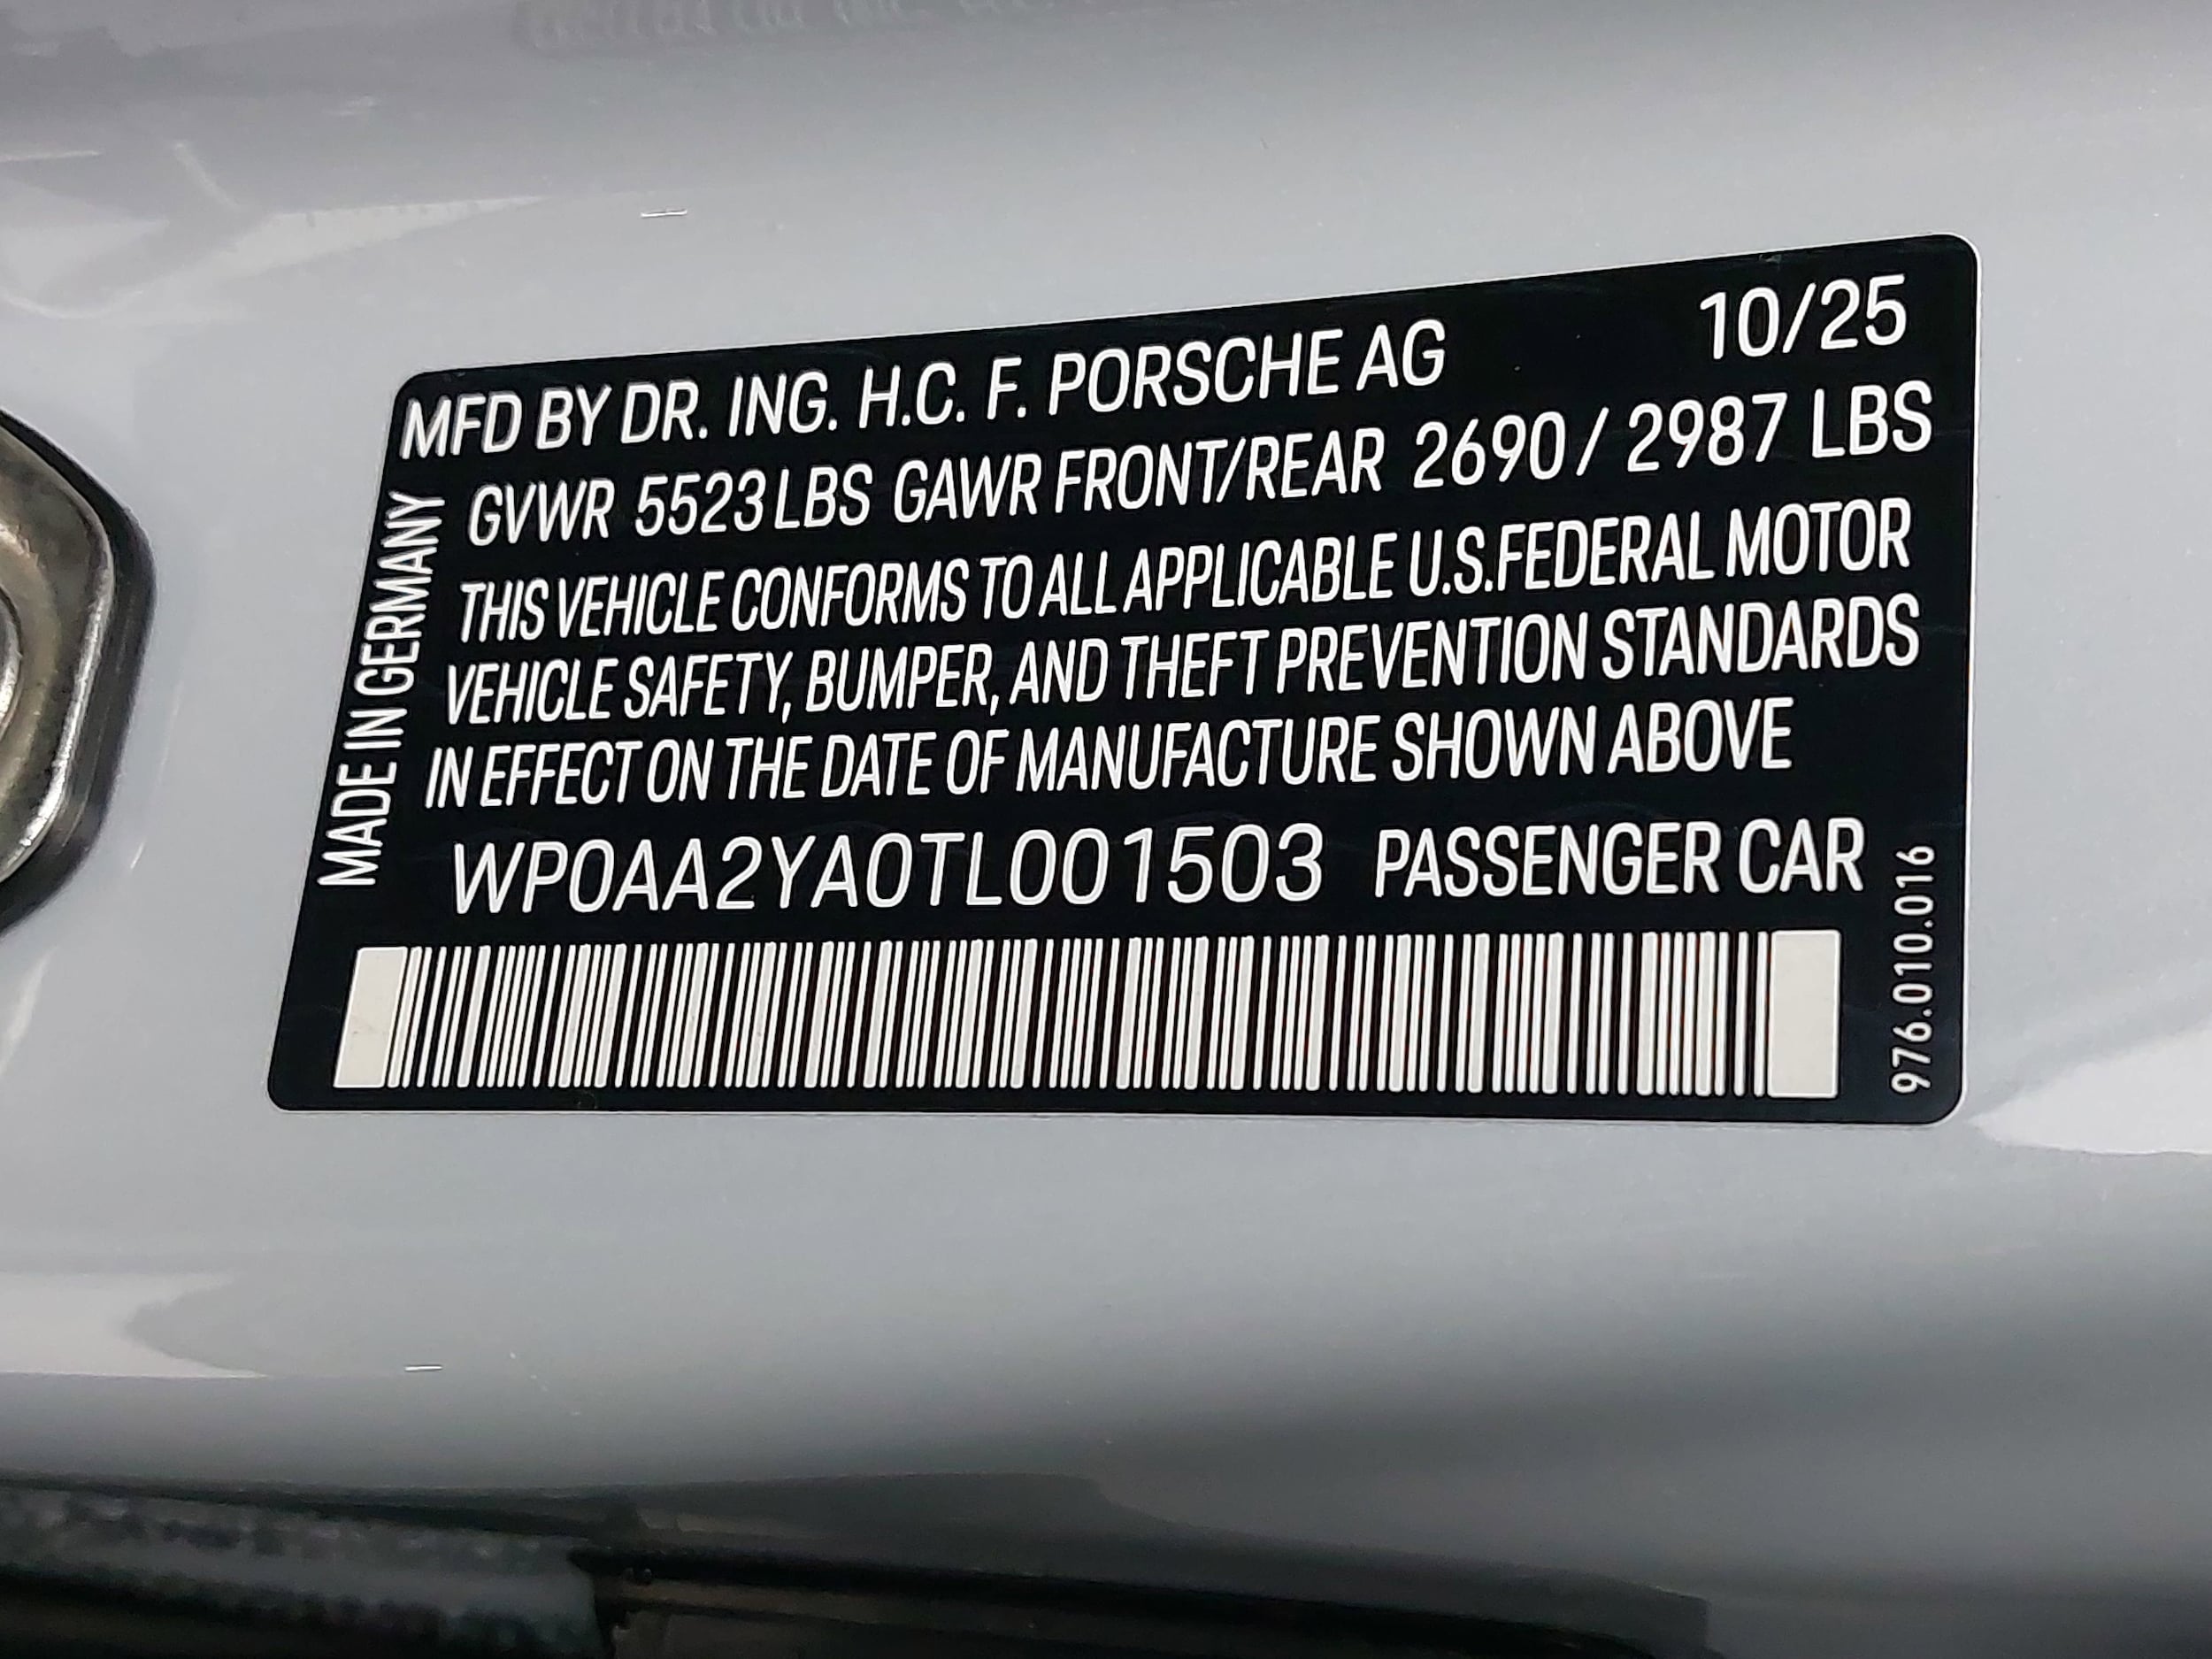 MFD BY DR. ING. H.C. F. PORSCHE AG 10/25
GVWR 5523 LBS GAWR FRONT/REAR 2690 / 2987 LBS
THIS VEHICLE CONFORMS TO ALL APPLICABLE U.S.FEDERAL MOTOR
VEHICLE SAFETY, BUMPER, AND THEFT PREVENTION STANDARDS
IN EFFECT ON THE DATE OF MANUFACTURE SHOWN ABOVE
WP0AA2YA0TL001503 PASSENGER CAR
MADE IN GERMANY
976.010.016